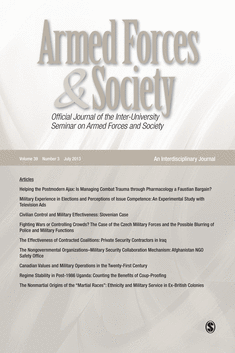 Armed Forces
& Society
Official Journal of the Inter-University
Seminar on Armed Forces and Society
Volume 39 Number 3 July 2013 An Interdisciplinary Journal
Articles
Helping the Postmodern Ajax: Is Managing Combat Trauma through Pharmacology a Faustian Bargain?
Military Experience in Elections and Perceptions of Issue Competence: An Experimental Study with
Television Ads
Civilian Control and Military Effectiveness: Slovenian Case
Fighting Wars or Controlling Crowds? The Case of the Czech Military Forces and the Possible Blurring of
Police and Military Functions
The Effectiveness of Contracted Coalitions: Private Security Contractors in Iraq
The Nongovernmental Organizations–Military Security Collaboration Mechanism: Afghanistan NGO
Safety Office
Canadian Values and Military Operations in the Twenty-First Century
Regime Stability in Post-1986 Uganda: Counting the Benefits of Coup-Proofing
The Nonmartial Origins of the “Martial Races”: Ethnicity and Military Service in Ex-British Colonies
S